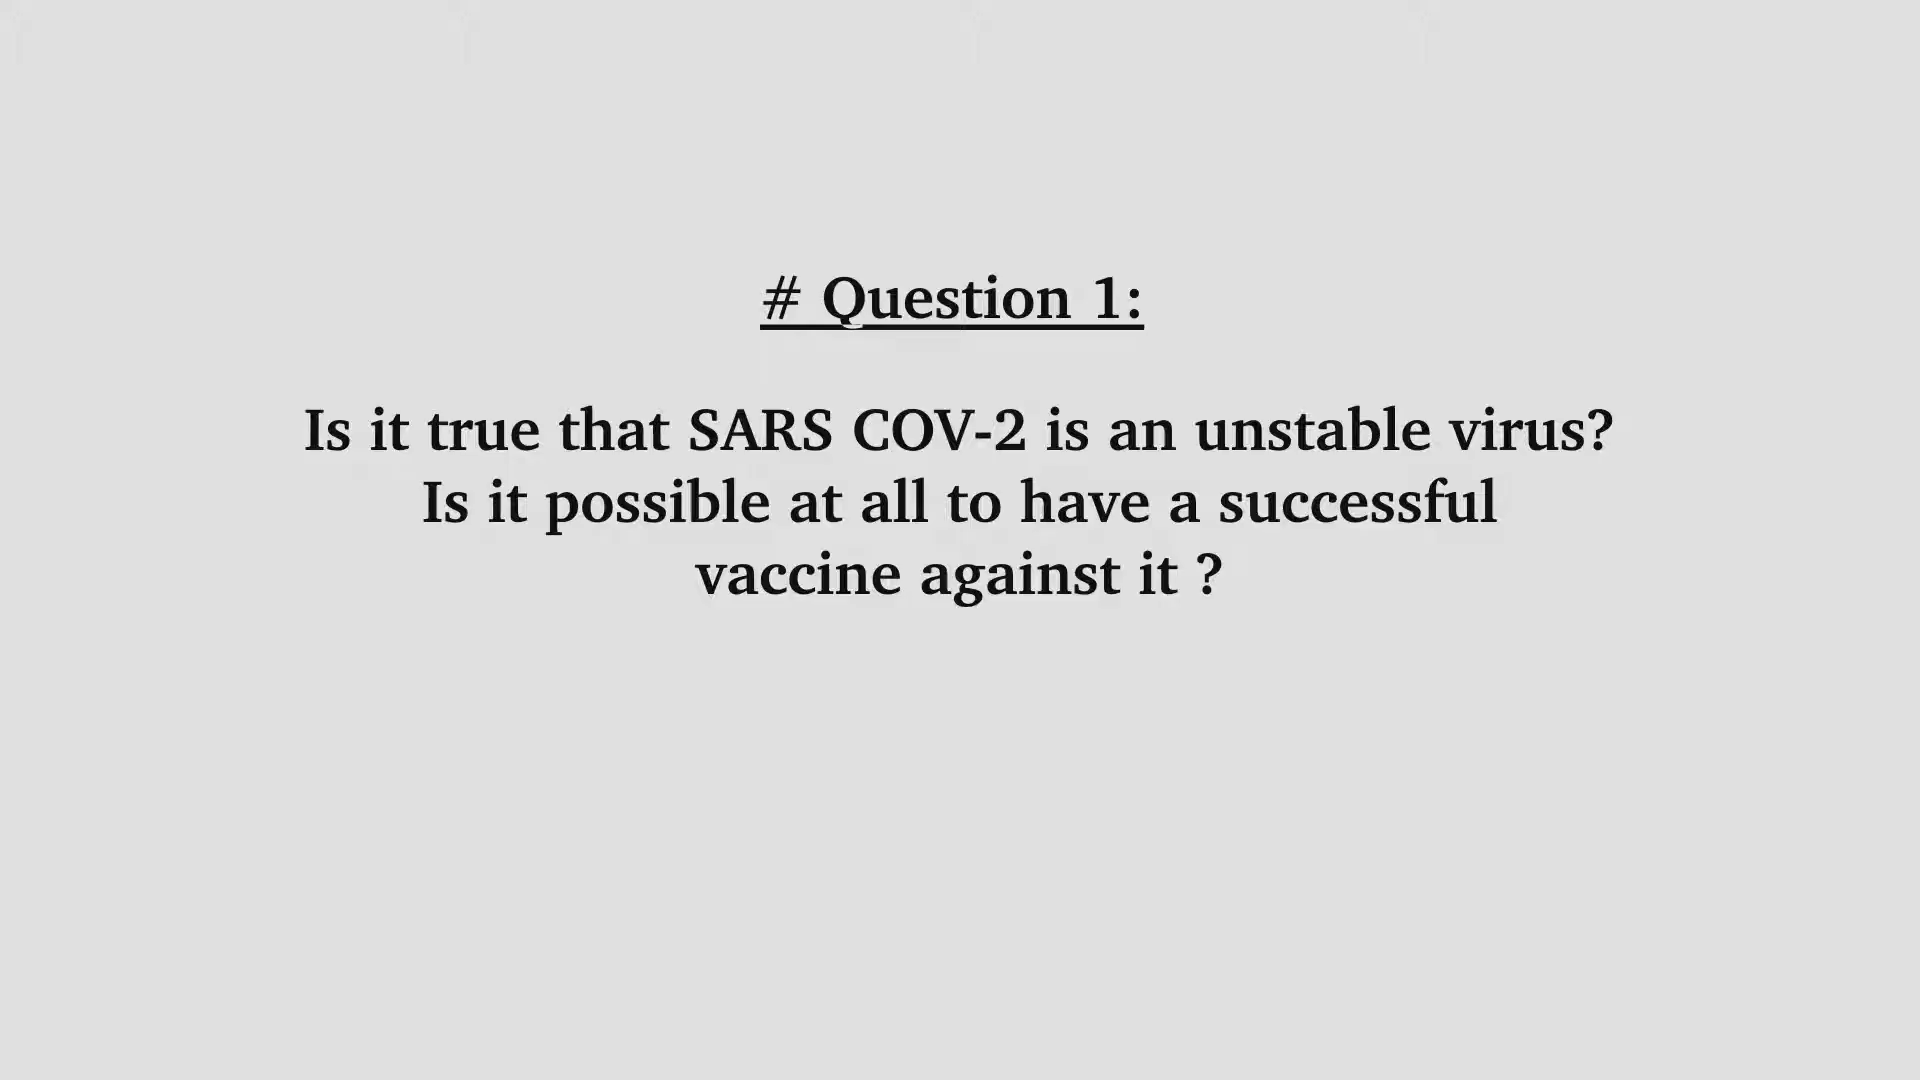 # Question 1:
Is it true that SARS COV-2 is an unstable virus?
Is it possible at all to have a successful
vaccine against it ?